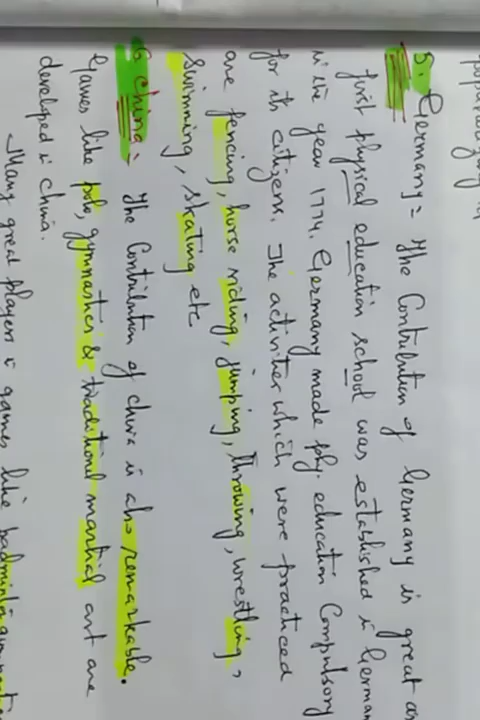 5. Germany = The Contribution of Germany is great as
first physical education school was established in German
in the year 1774. Germany made phy. education Compulsory
for its citizens. The activities which were practiced
are fencing, horse riding, jumping, Throwing, wrestling,
Swimming, skating etc
6 China = The Contribution of china is also remarkable.
Games like polo, gymnastics & traditional martial art are
developed in China.
Many great players in games like